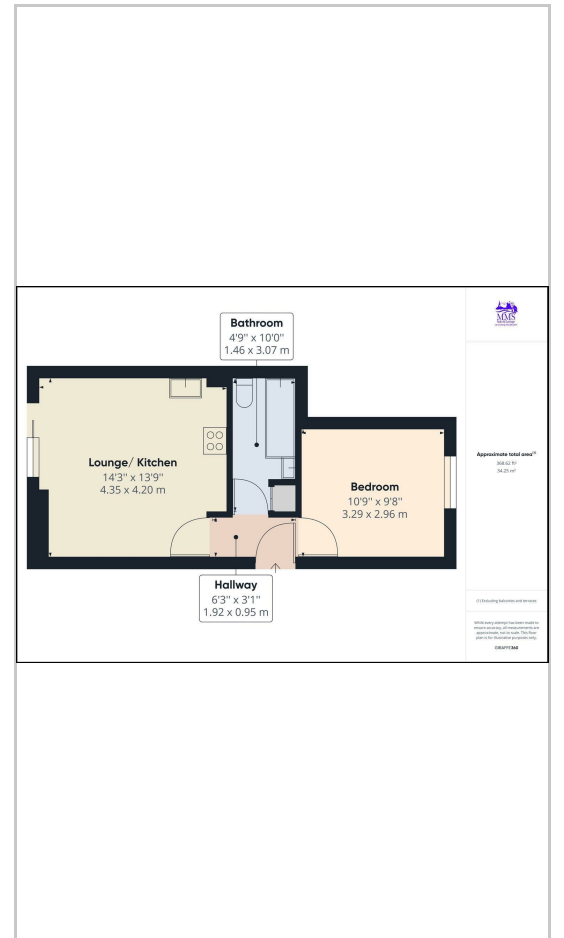 Bathroom
4'9" x 10'0"
1.46 x 3.07 m
Lounge/ Kitchen
14'3" x 13'9"
4.35 x 4.20 m
Bedroom
10'9" x 9'8"
3.29 x 2.96 m
Hallway
6'3" x 3'1"
1.92 x 0.95 m
MMS
Approximate total area(1)
368.62 ft²
34.25 m²
(1) Excluding balconies and terraces
While every attempt has been made to
ensure accuracy, all measurements are
approximate, not to scale. This floor
plan is for illustrative purposes only.
GIRAFFE360